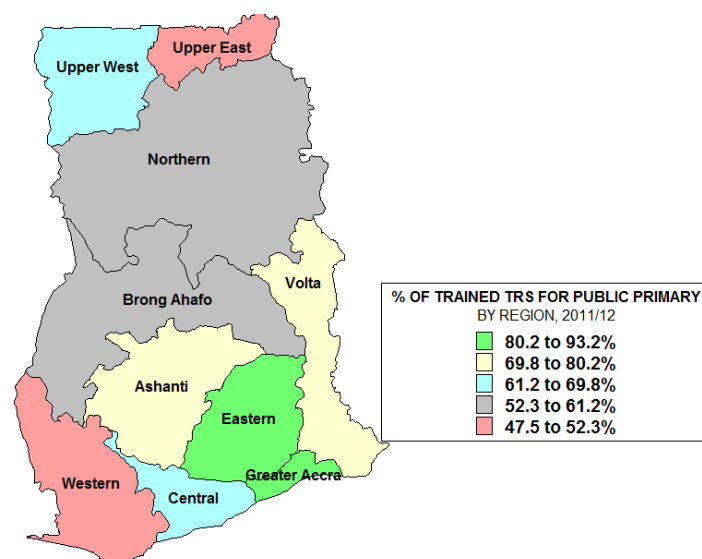 Upper East
Upper West
Northern
Volta
Brong Ahafo
Ashanti
Eastern
Greater Accra
Western
Central
% OF TRAINED TRS FOR PUBLIC PRIMARY
BY REGION, 2011/12
80.2 to 93.2%
69.8 to 80.2%
61.2 to 69.8%
52.3 to 61.2%
47.5 to 52.3%